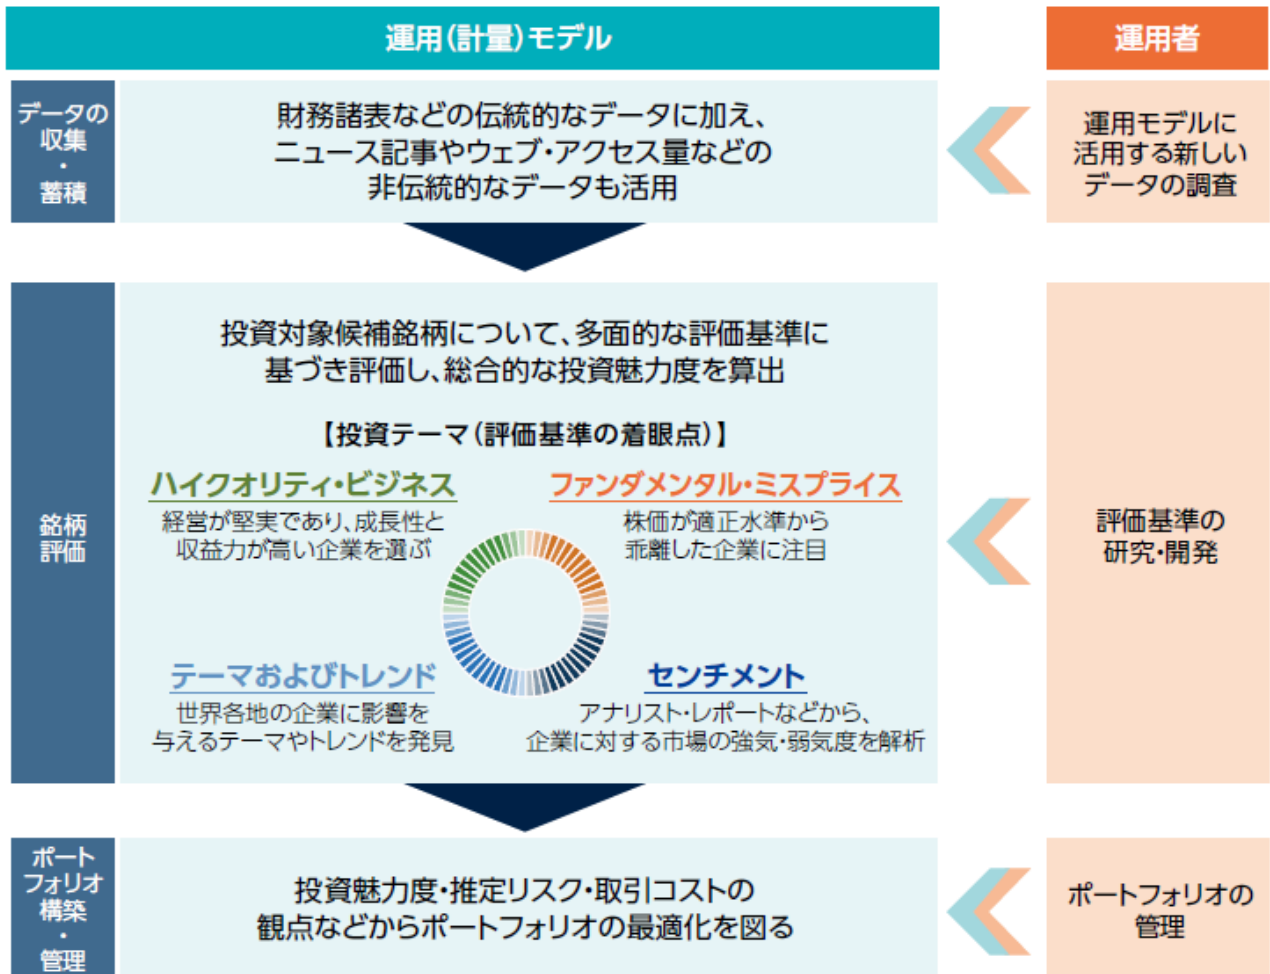 運用(計量)モデル
運用者
データの
収集
・
蓄積
財務諸表などの伝統的なデータに加え、
ニュース記事やウェブ・アクセス量などの
非伝統的なデータも活用
運用モデルに
活用する新しい
データの調査
銘柄
評価
投資対象候補銘柄について、多面的な評価基準に
基づき評価し、総合的な投資魅力度を算出
【投資テーマ(評価基準の着眼点)】
ハイクオリティ・ビジネス
経営が堅実であり、成長性と
収益力が高い企業を選ぶ
ファンダメンタル・ミスプライス
株価が適正水準から
乖離した企業に注目
テーマおよびトレンド
世界各地の企業に影響を
与えるテーマやトレンドを発見
センチメント
アナリスト・レポートなどから、
企業に対する市場の強気・弱気度を解析
評価基準の
研究・開発
ポート
フォリオ
構築
・
管理
投資魅力度・推定リスク・取引コストの
観点などからポートフォリオの最適化を図る
ポートフォリオの
管理